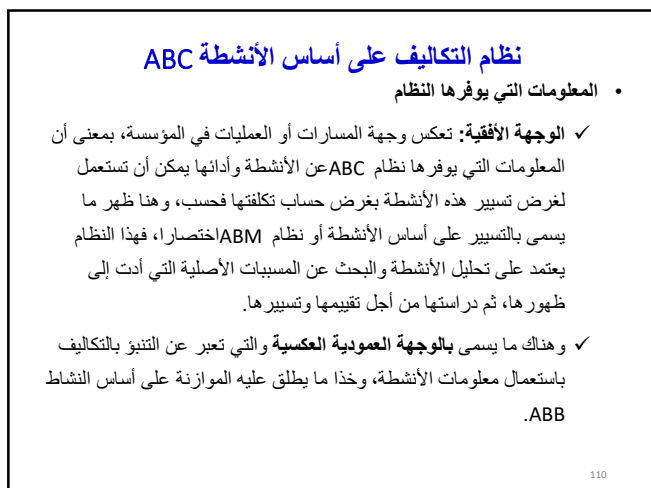 نظام التكاليف على أساس الأنشطة ABC
• المعلومات التي يوفرها النظام
✓ الوجهة الأفقية: تعكس وجهة المسارات أو العمليات في المؤسسة، بمعنى أن
المعلومات التي يوفرها نظام ABCعن الأنشطة وأدائها يمكن أن تستعمل
لغرض تسيير هذه الأنشطة بغرض حساب تكلفتها فحسب، وهنا ظهر ما
يسمى بالتسيير على أساس الأنشطة أو نظام ABMاختصارا، فهذا النظام
يعتمد على تحليل الأنشطة والبحث عن المسببات الأصلية التي أدت إلى
ظهورها، ثم دراستها من أجل تقييمها وتسييرها.
✓ وهناك ما يسمى بالوجهة العمودية العكسية والتي تعبر عن التنبؤ بالتكاليف
باستعمال معلومات الأنشطة، وخذا ما يطلق عليه الموازنة على أساس النشاط
ABB.
110